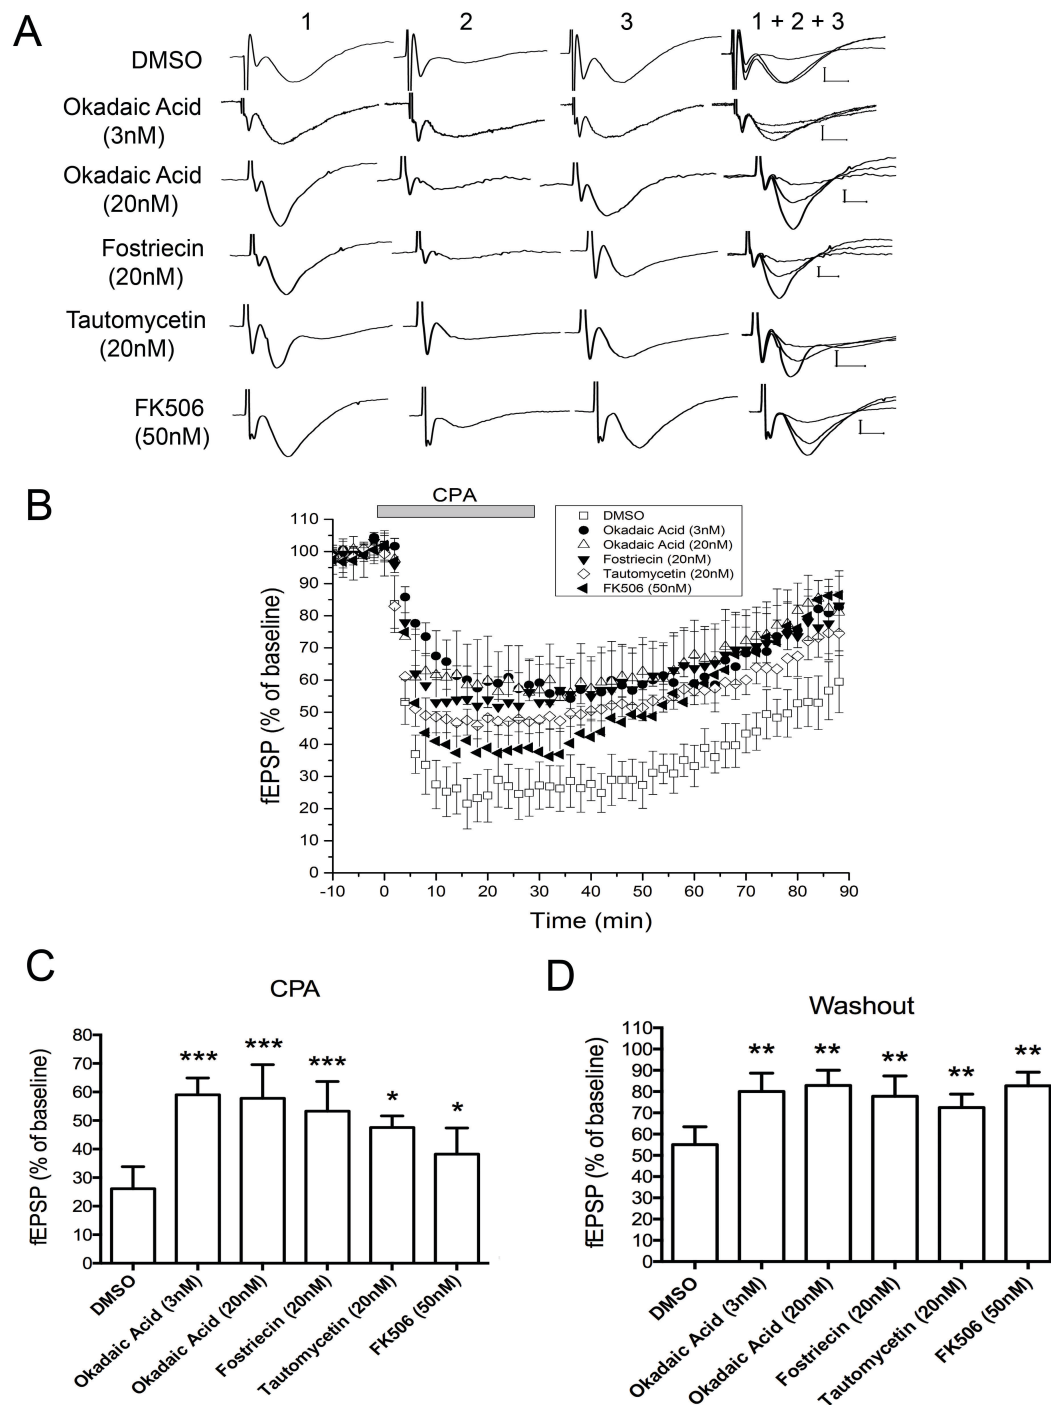 A
1 2 3 1 + 2 + 3
DMSO
Okadaic Acid
(3nM)
Okadaic Acid
(20nM)
Fostriecin
(20nM)
Tautomycetin
(20nM)
FK506
(50nM)
B
CPA
DMSO
Okadaic Acid (3nM)
Okadaic Acid (20nM)
Fostriecin (20nM)
Tautomycetin (20nM)
FK506 (50nM)
fEPSP (% of baseline)
110
100
90
80
70
60
50
40
30
20
10
0
-10 0 10 20 30 40 50 60 70 80 90
Time (min)
C
CPA
fEPSP (% of baseline)
80
70
60
50
40
30
20
10
0
*** *** *** * *
DMSO
Okadaic Acid (3nM)
Okadaic Acid (20nM)
Fostriecin (20nM)
Tautomycetin (20nM)
FK506 (50nM)
D
Washout
fEPSP (% of baseline)
110
100
90
80
70
60
50
40
30
20
10
0
** ** ** ** **
DMSO
Okadaic Acid (3nM)
Okadaic Acid (20nM)
Fostriecin (20nM)
Tautomycetin (20nM)
FK506 (50nM)